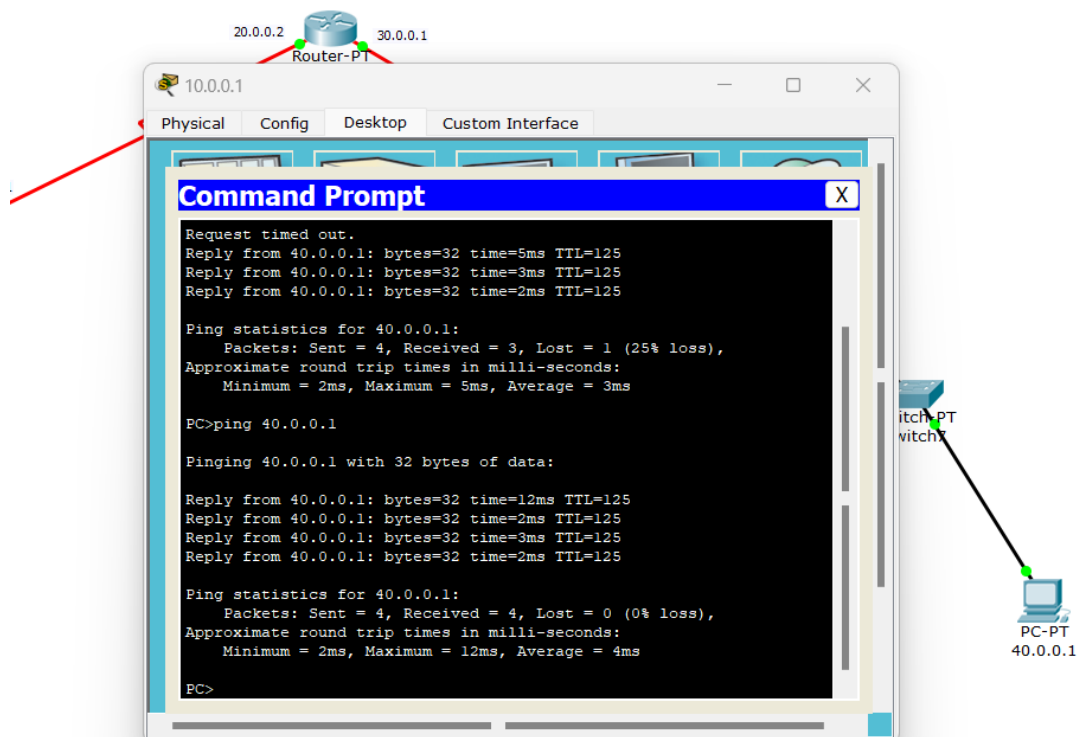 20.0.0.2
30.0.0.1
Router-PT
10.0.0.1
Physical Config Desktop Custom Interface
Command Prompt X
Request timed out.
Reply from 40.0.0.1: bytes=32 time=5ms TTL=125
Reply from 40.0.0.1: bytes=32 time=3ms TTL=125
Reply from 40.0.0.1: bytes=32 time=2ms TTL=125
Ping statistics for 40.0.0.1:
Packets: Sent = 4, Received = 3, Lost = 1 (25% loss),
Approximate round trip times in milli-seconds:
Minimum = 2ms, Maximum = 5ms, Average = 3ms
PC>ping 40.0.0.1
Pinging 40.0.0.1 with 32 bytes of data:
Reply from 40.0.0.1: bytes=32 time=12ms TTL=125
Reply from 40.0.0.1: bytes=32 time=2ms TTL=125
Reply from 40.0.0.1: bytes=32 time=3ms TTL=125
Reply from 40.0.0.1: bytes=32 time=2ms TTL=125
Ping statistics for 40.0.0.1:
Packets: Sent = 4, Received = 4, Lost = 0 (0% loss),
Approximate round trip times in milli-seconds:
Minimum = 2ms, Maximum = 12ms, Average = 4ms
PC>
itch-PT
witch7
PC-PT
40.0.0.1